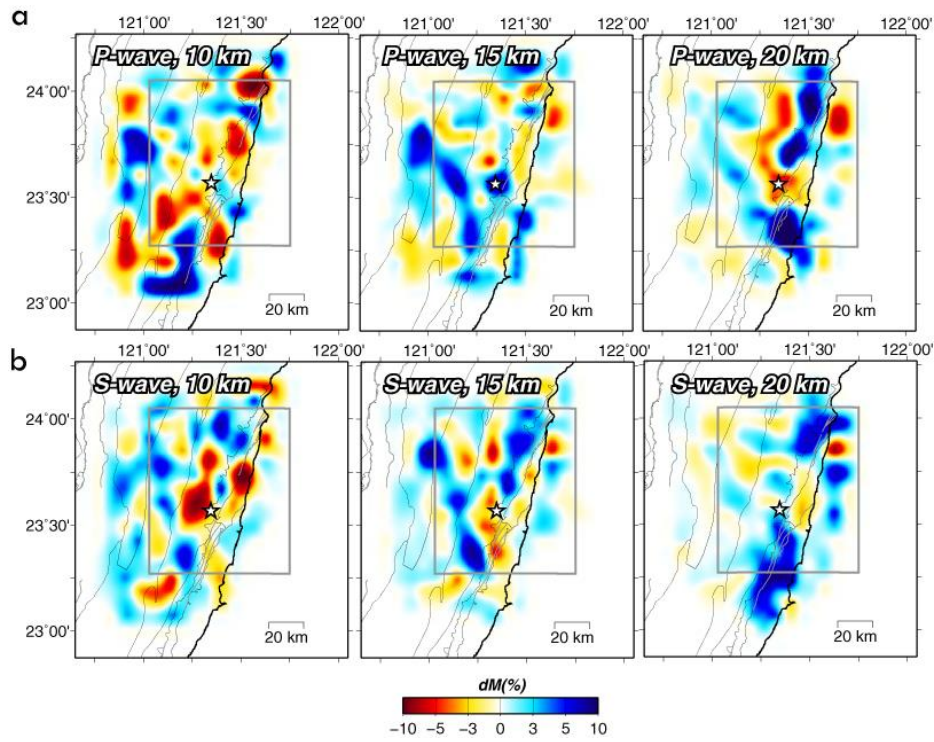 a
121°00' 121°30' 122°00' 121°00' 121°30' 122°00' 121°00' 121°30' 122°00'
P-wave, 10 km P-wave, 15 km P-wave, 20 km
24°00'
23°30'
23°00'
20 km 20 km 20 km
b
121°00' 121°30' 122°00' 121°00' 121°30' 122°00' 121°00' 121°30' 122°00'
S-wave, 10 km S-wave, 15 km S-wave, 20 km
24°00'
23°30'
23°00'
20 km 20 km 20 km
dM(%)
−10 −5 −3 0 3 5 10